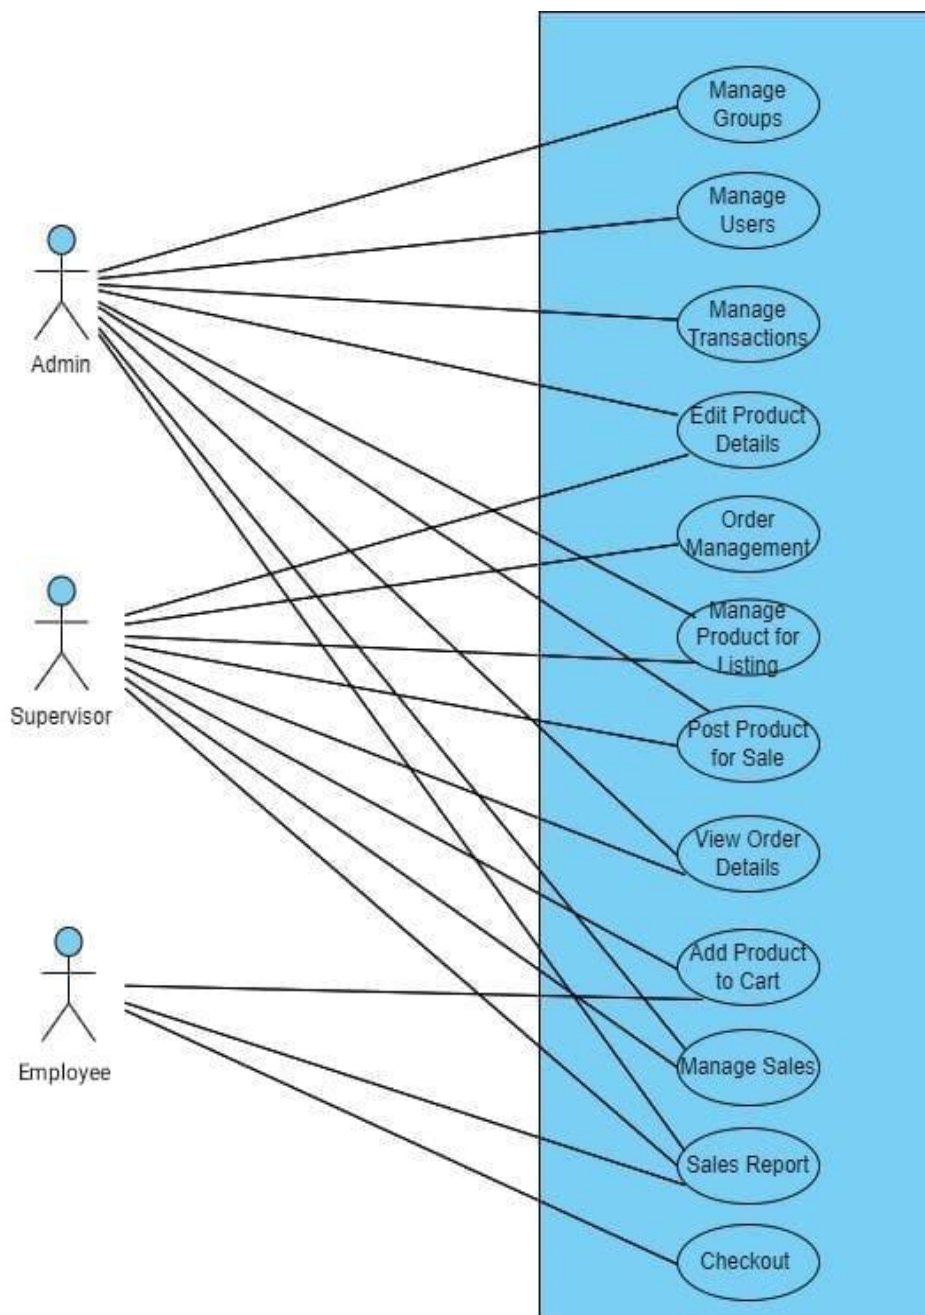 Manage
Groups
Manage
Users
Manage
Transactions
Admin
Edit Product
Details
Order
Management
Manage
Product for
Listing
Supervisor
Post Product
for Sale
View Order
Details
Add Product
to Cart
Employee
Manage Sales
Sales Report
Checkout